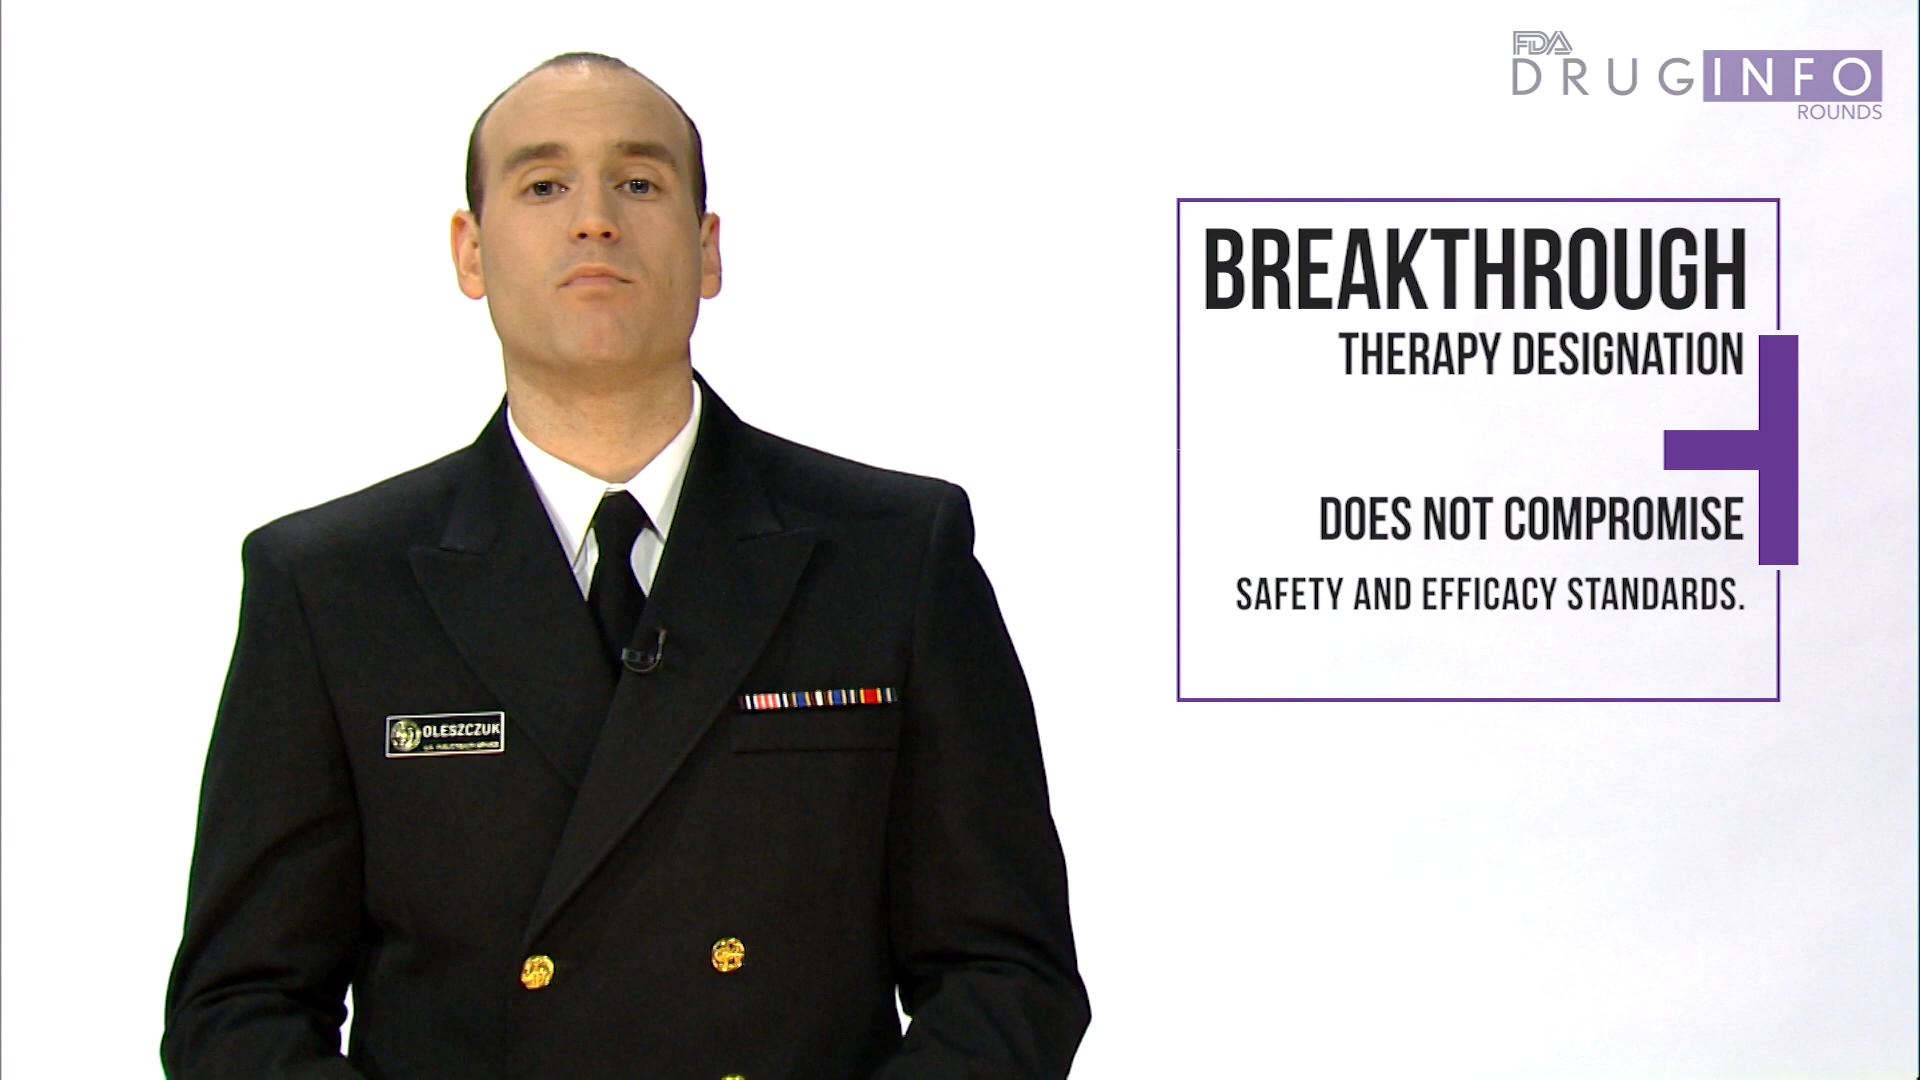 FDA
DRUGINFO
ROUNDS
BREAKTHROUGH
THERAPY DESIGNATION
DOES NOT COMPROMISE
SAFETY AND EFFICACY STANDARDS.
OLESZCZUK